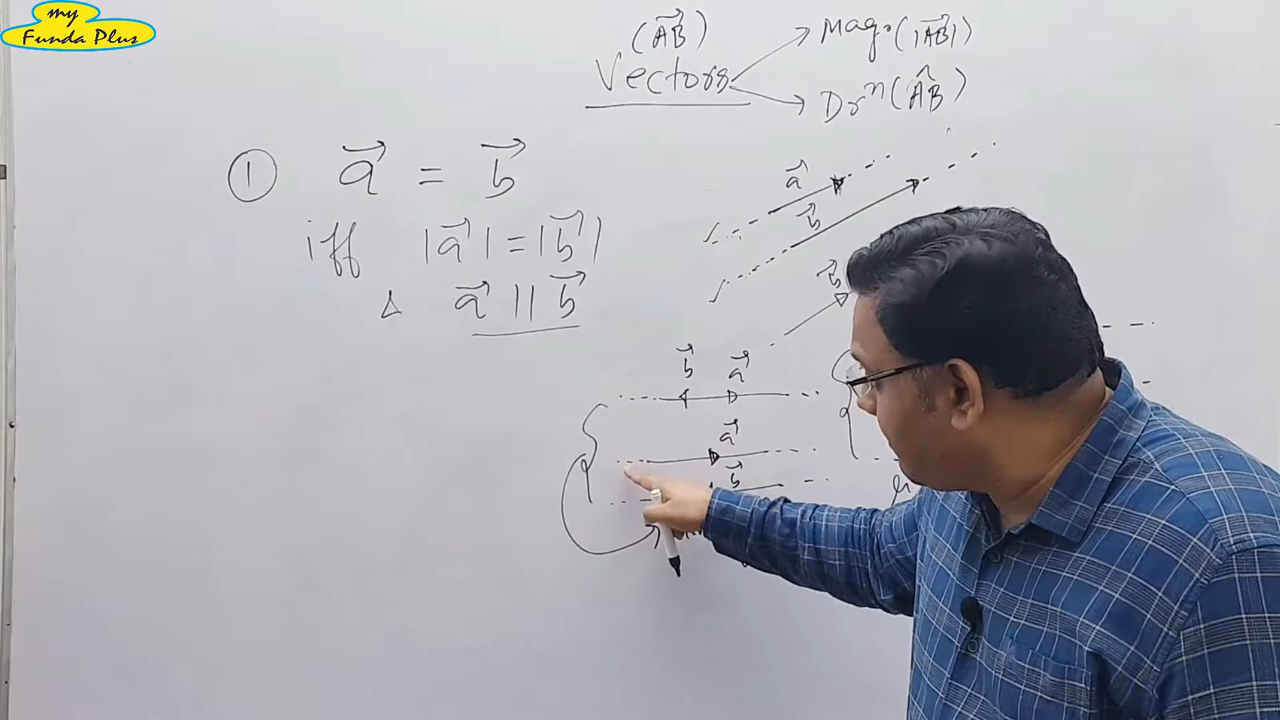 my
Funda Plus
(AB⃗)
Vectors
Mag. (|AB⃗|)
Drⁿ (AB̂)
① a⃗ = b⃗
iff |a⃗| = |b⃗|
& a⃗ || b⃗
a⃗
b⃗
b⃗
b⃗ a⃗
a⃗
b⃗